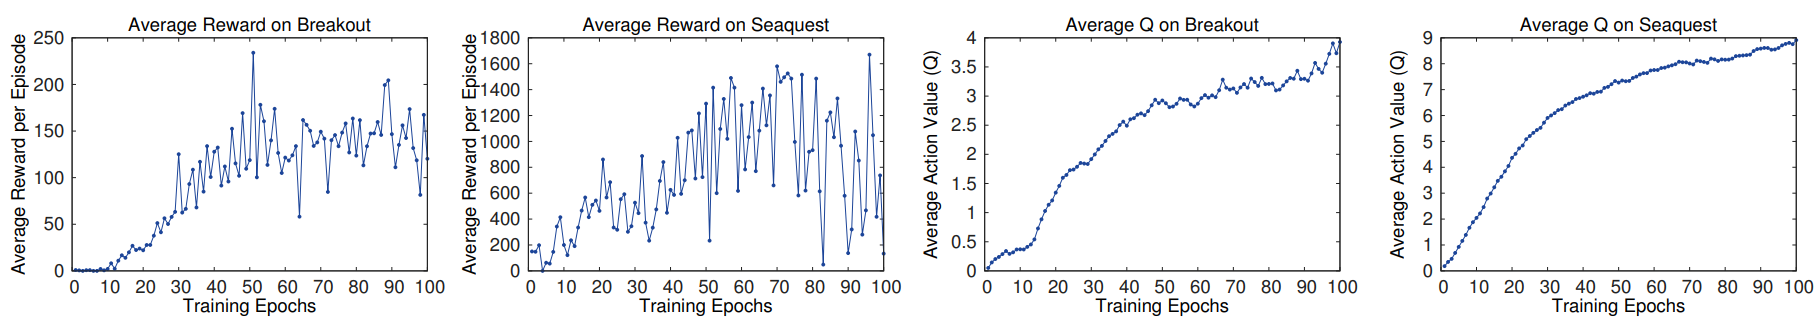 Average Reward on Breakout
Average Reward per Episode
250
200
150
100
50
0
0 10 20 30 40 50 60 70 80 90 100
Training Epochs
Average Reward on Seaquest
Average Reward per Episode
1800
1600
1400
1200
1000
800
600
400
200
0
0 10 20 30 40 50 60 70 80 90 100
Training Epochs
Average Q on Breakout
Average Action Value (Q)
4
3.5
3
2.5
2
1.5
1
0.5
0
0 10 20 30 40 50 60 70 80 90 100
Training Epochs
Average Q on Seaquest
Average Action Value (Q)
9
8
7
6
5
4
3
2
1
0
0 10 20 30 40 50 60 70 80 90 100
Training Epochs